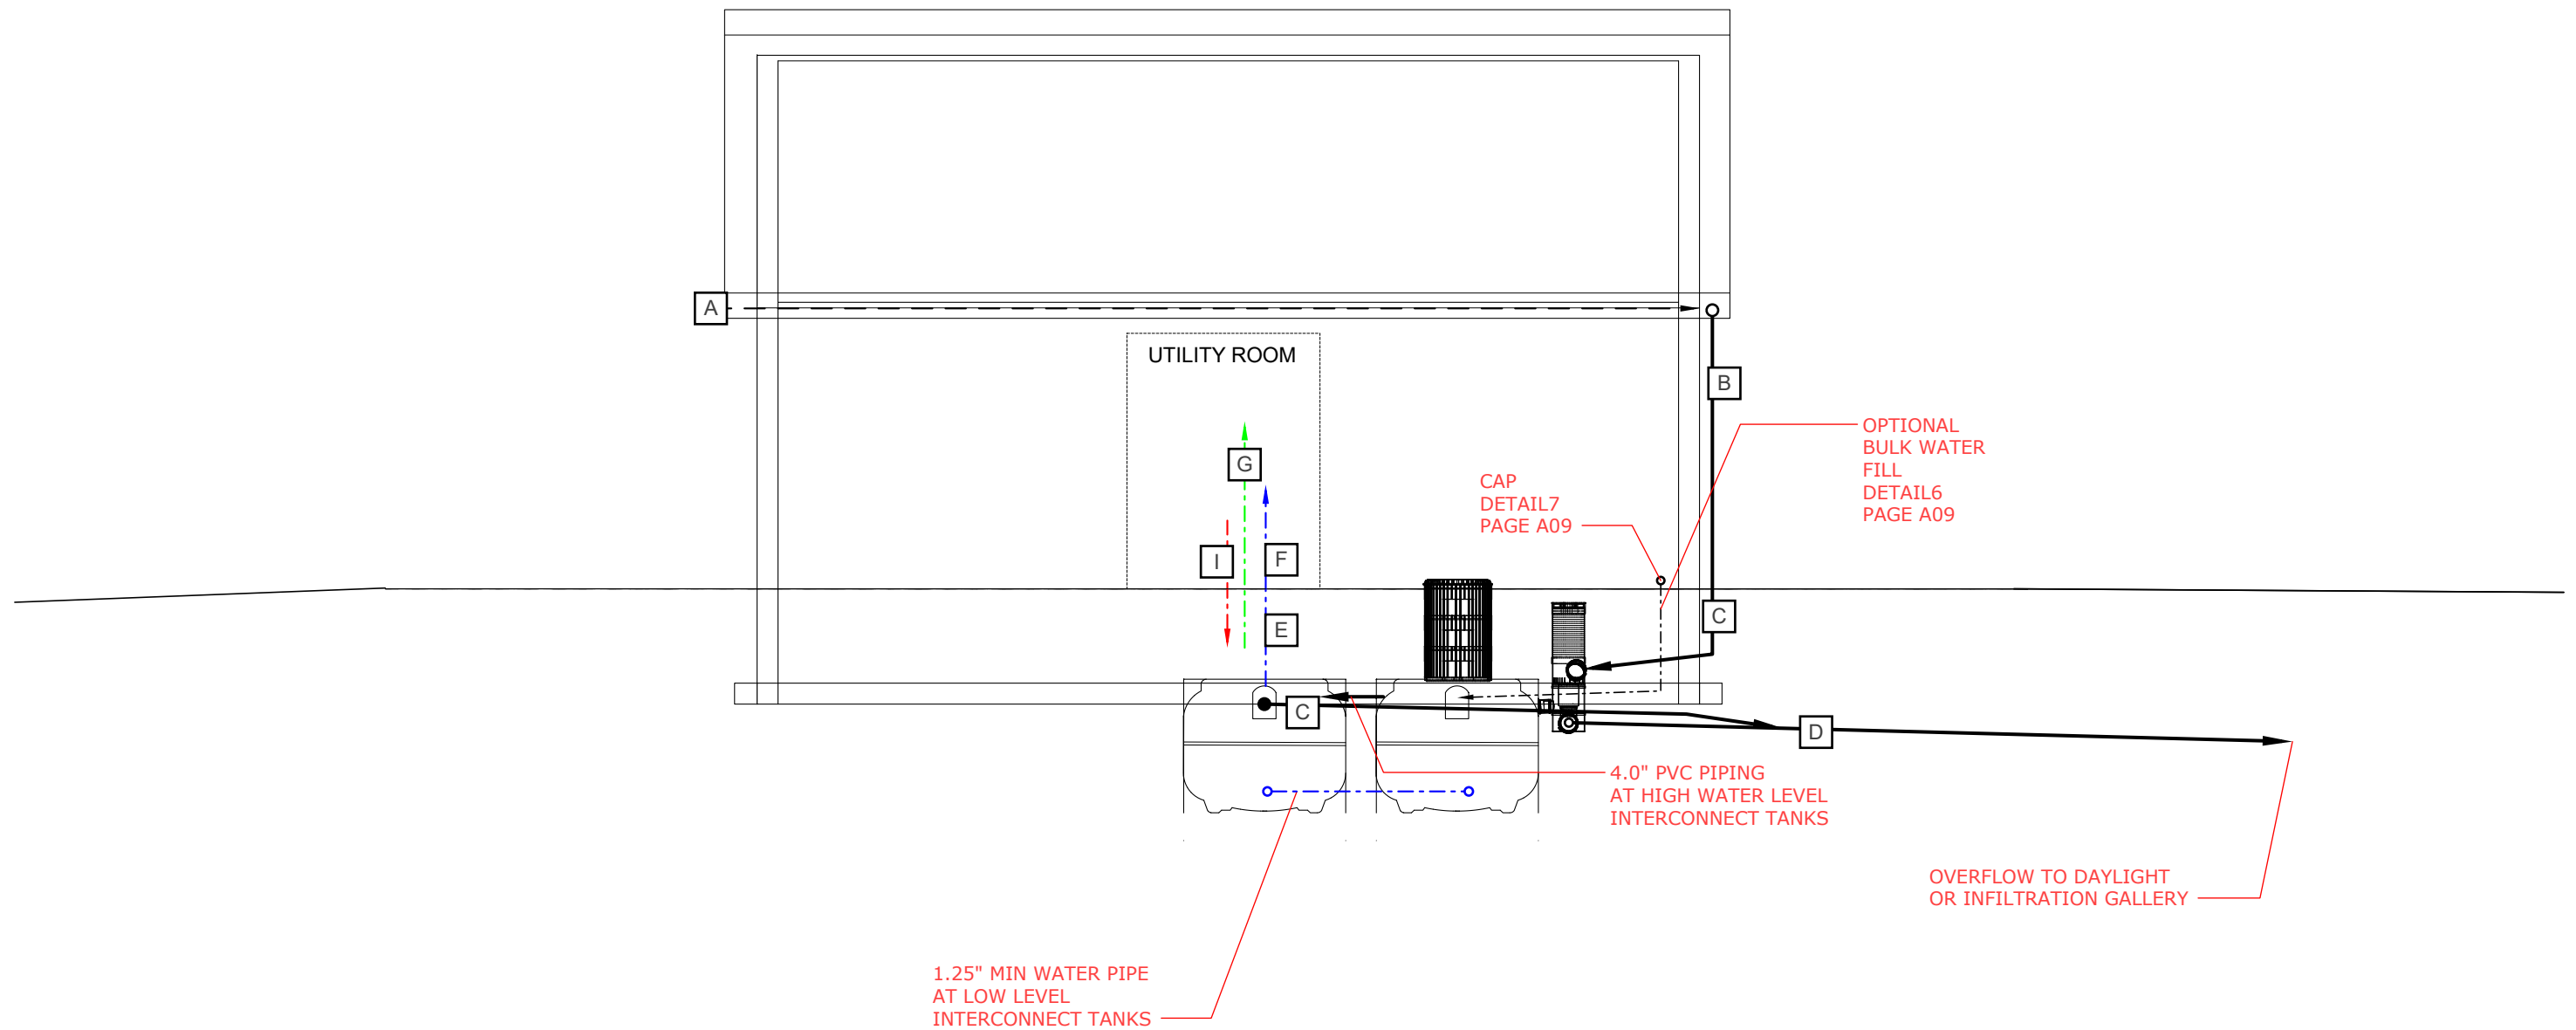 A
UTILITY ROOM
B
OPTIONAL
BULK WATER
FILL
DETAIL6
PAGE A09
G
CAP
DETAIL7
PAGE A09
I
F
E
C
C
D
4.0" PVC PIPING
AT HIGH WATER LEVEL
INTERCONNECT TANKS
OVERFLOW TO DAYLIGHT
OR INFILTRATION GALLERY
1.25" MIN WATER PIPE
AT LOW LEVEL
INTERCONNECT TANKS